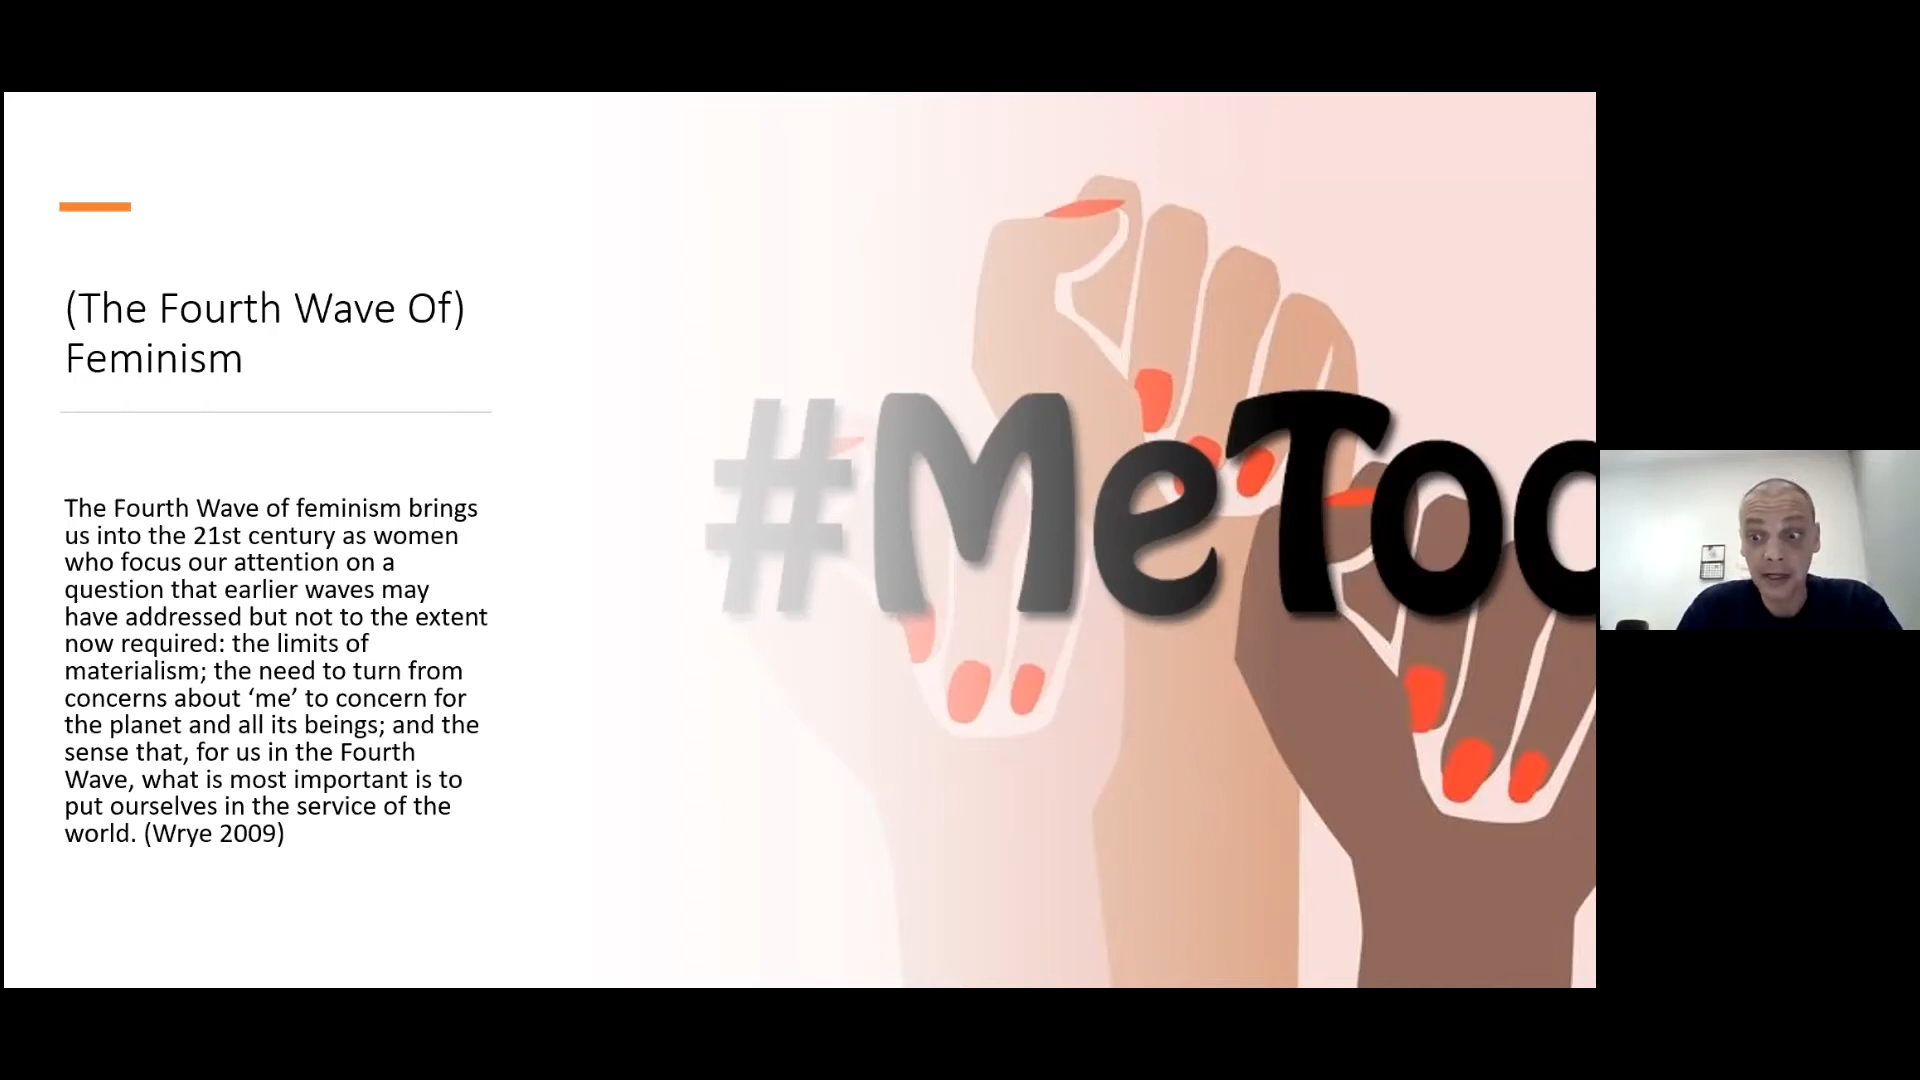 (The Fourth Wave Of)
Feminism
The Fourth Wave of feminism brings
us into the 21st century as women
who focus our attention on a
question that earlier waves may
have addressed but not to the extent
now required: the limits of
materialism; the need to turn from
concerns about ‘me’ to concern for
the planet and all its beings; and the
sense that, for us in the Fourth
Wave, what is most important is to
put ourselves in the service of the
world. (Wrye 2009)
#MeToo